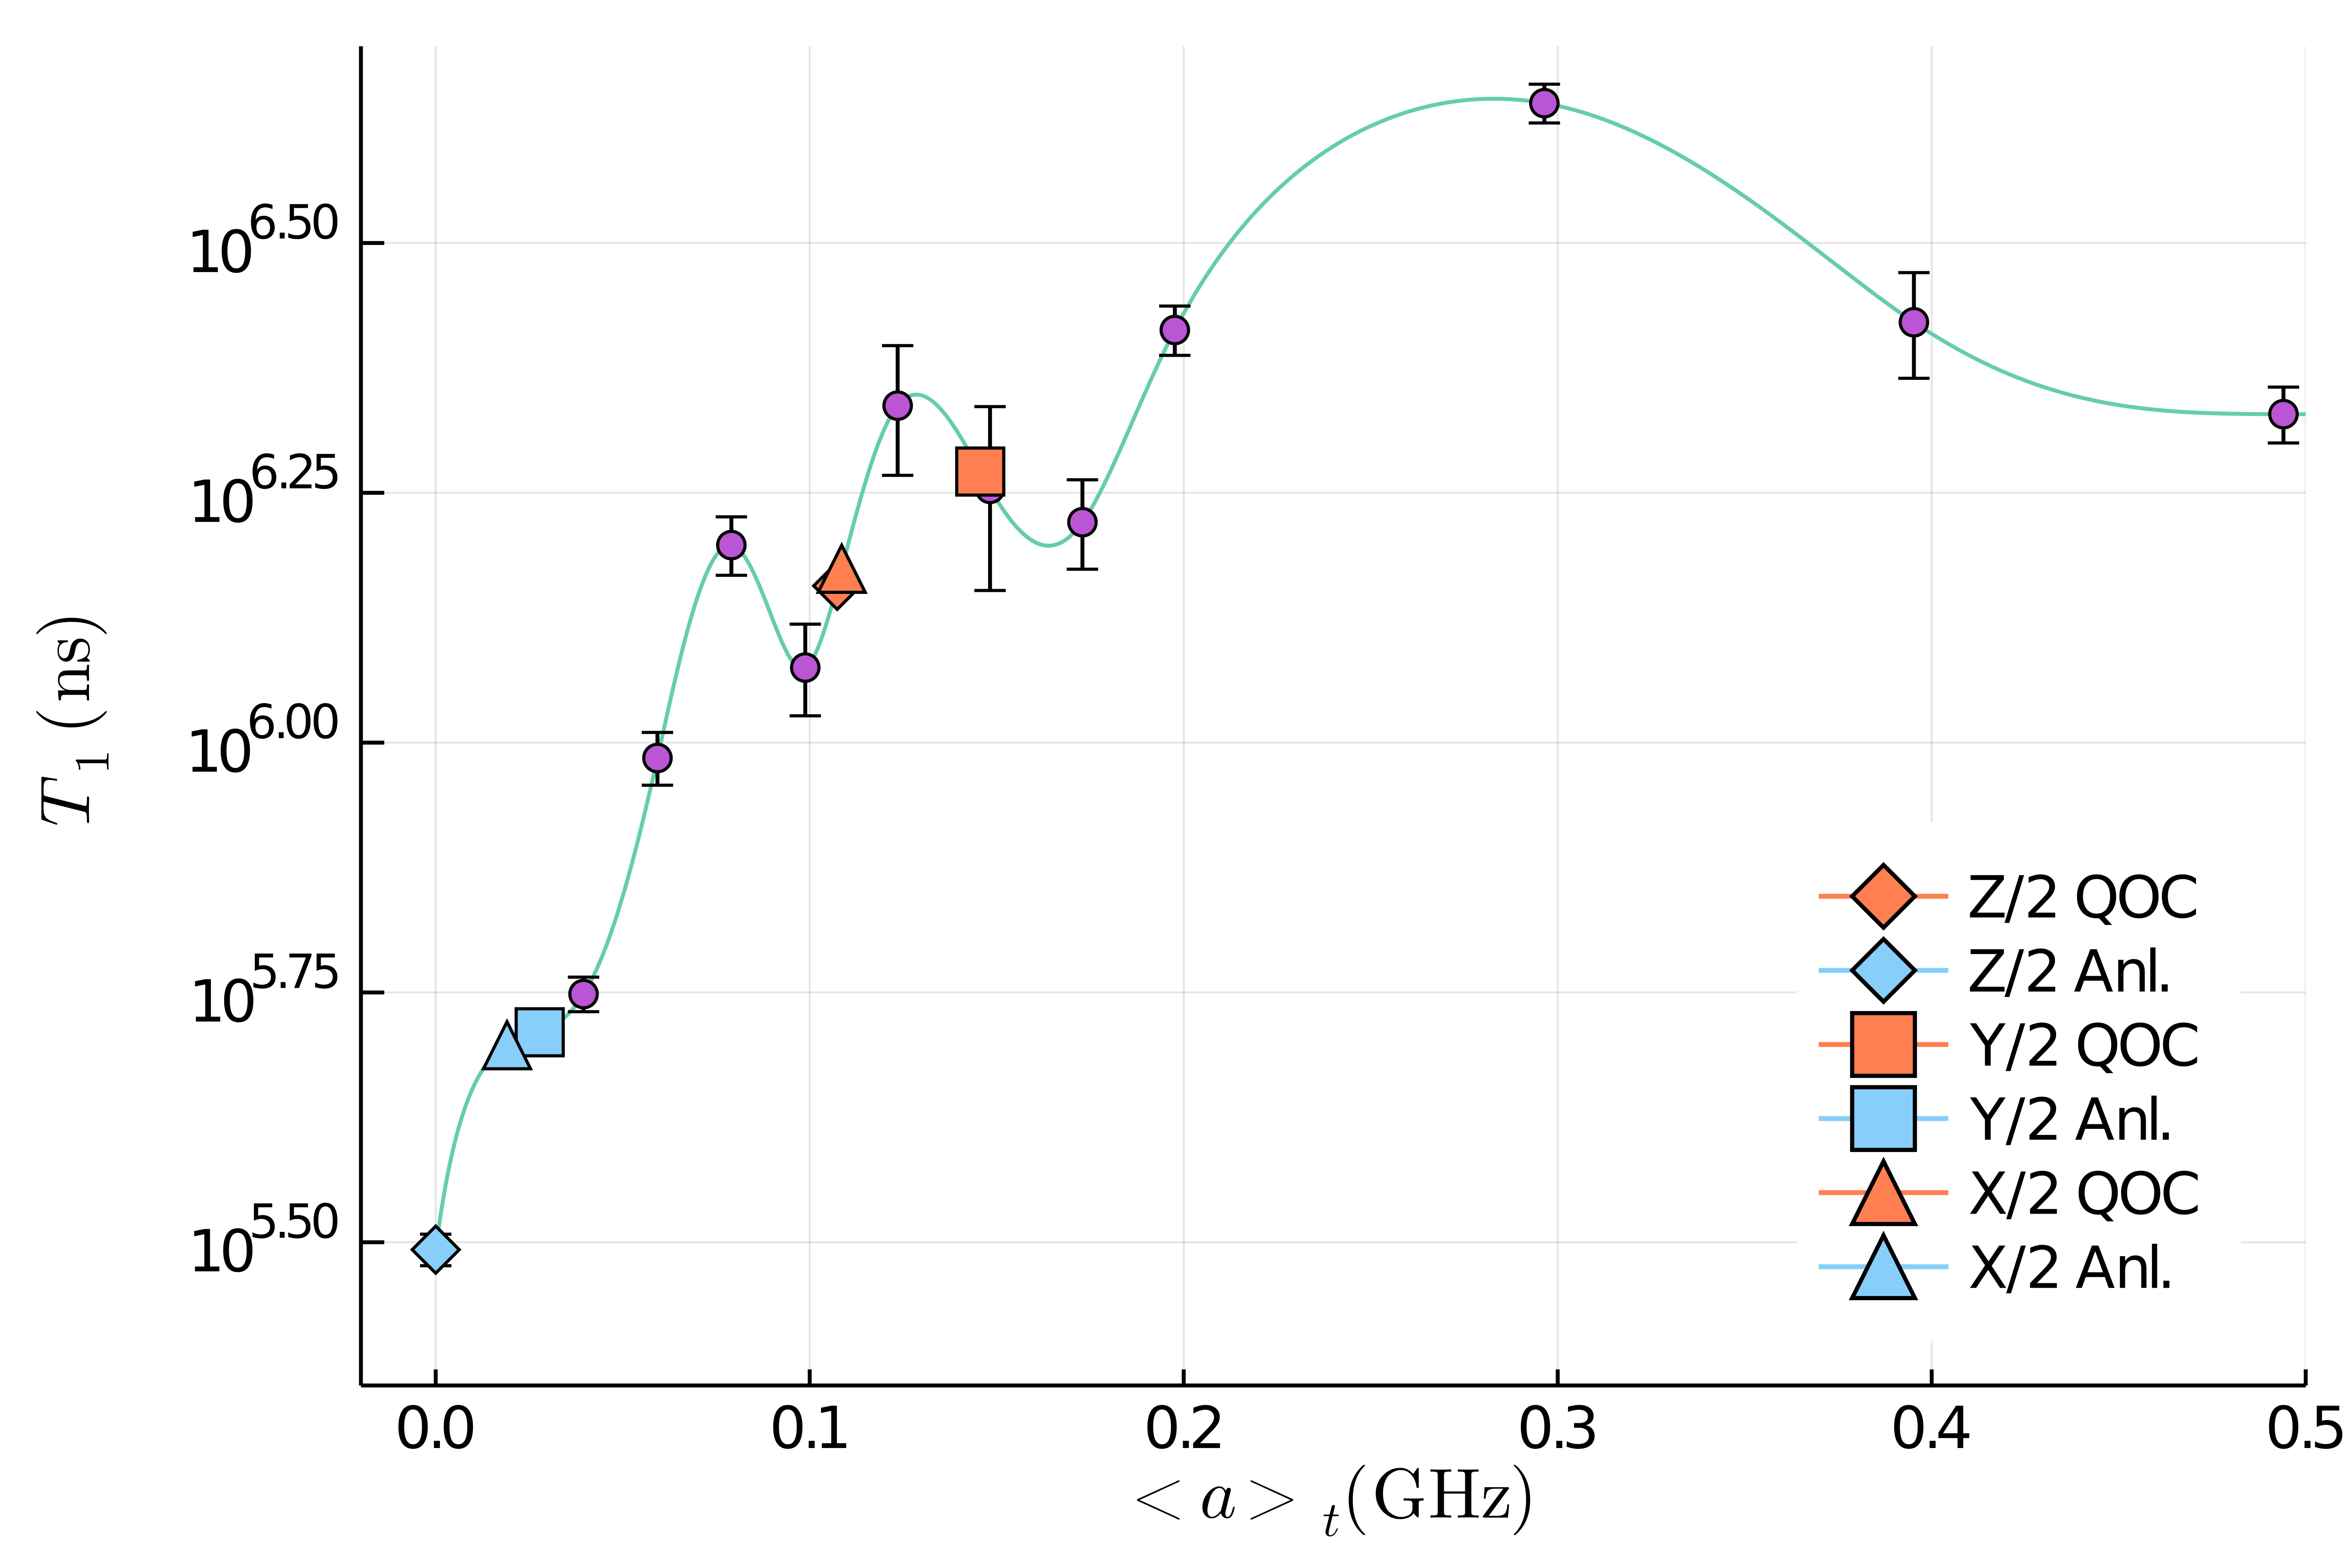 T₁ (ns)
10^6.50
10^6.25
10^6.00
10^5.75
10^5.50
Z/2 QOC
Z/2 Anl.
Y/2 QOC
Y/2 Anl.
X/2 QOC
X/2 Anl.
0.0 0.1 0.2 0.3 0.4 0.5
<a>_t(GHz)